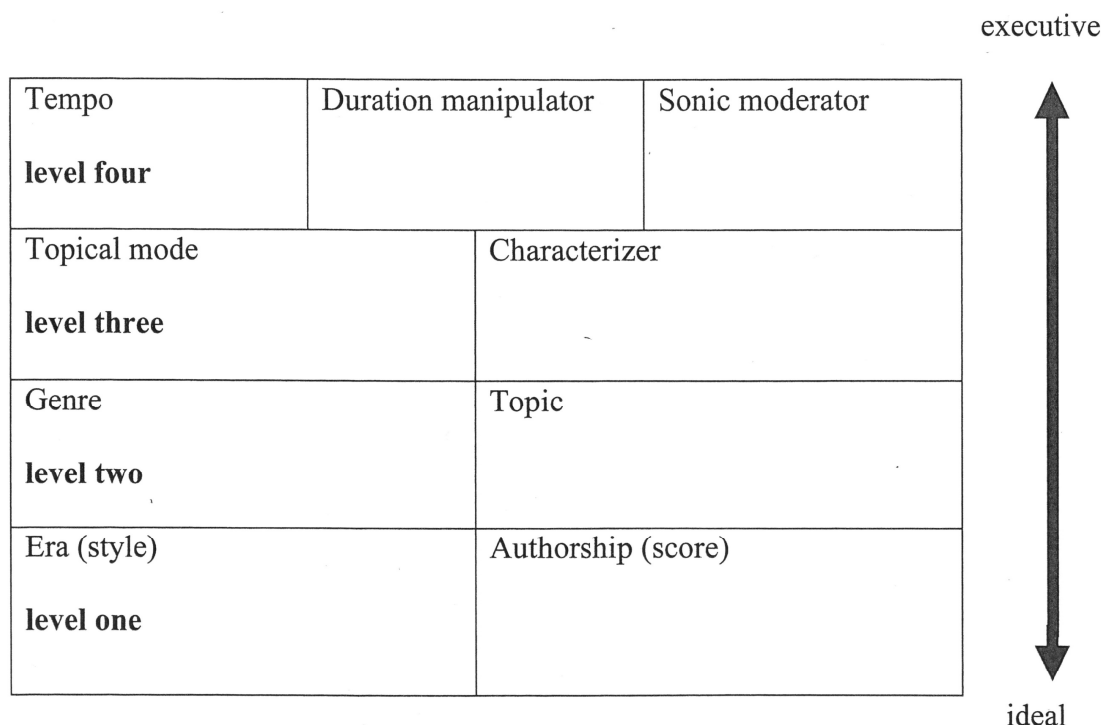 executive
Tempo
Duration manipulator
Sonic moderator
level four
Topical mode
Characterizer
level three
Genre
Topic
level two
Era (style)
Authorship (score)
level one
ideal